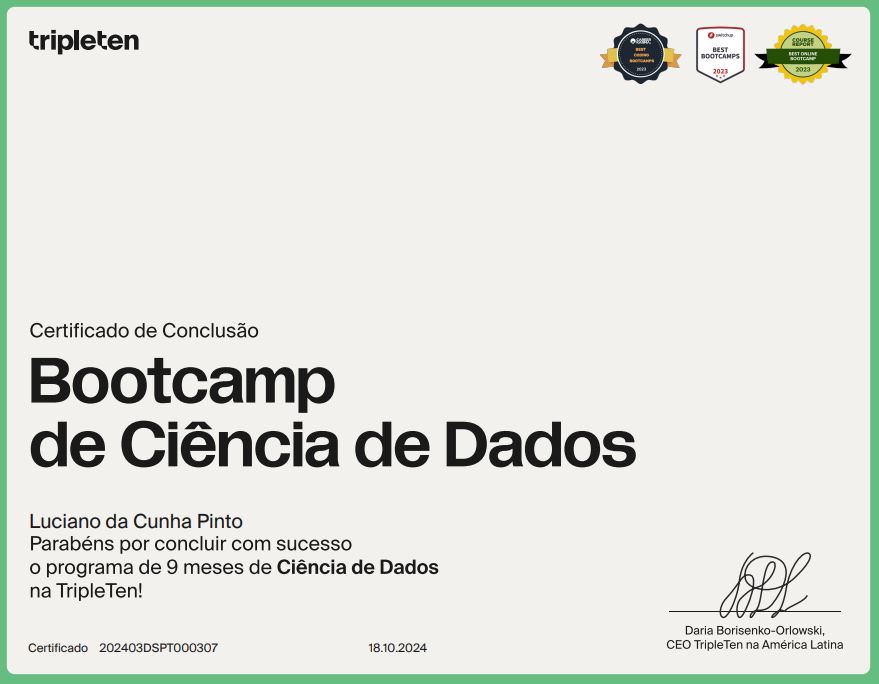 tripleten
BEST
CODING
BOOTCAMPS
2023
switchup
BEST
BOOTCAMPS
2023
COURSE
REPORT
BEST ONLINE
BOOTCAMP
2023
Certificado de Conclusão
Bootcamp
de Ciência de Dados
Luciano da Cunha Pinto
Parabéns por concluir com sucesso
o programa de 9 meses de Ciência de Dados
na TripleTen!
Certificado 202403DSPT000307
18.10.2024
Daria Borisenko-Orlowski,
CEO TripleTen na América Latina